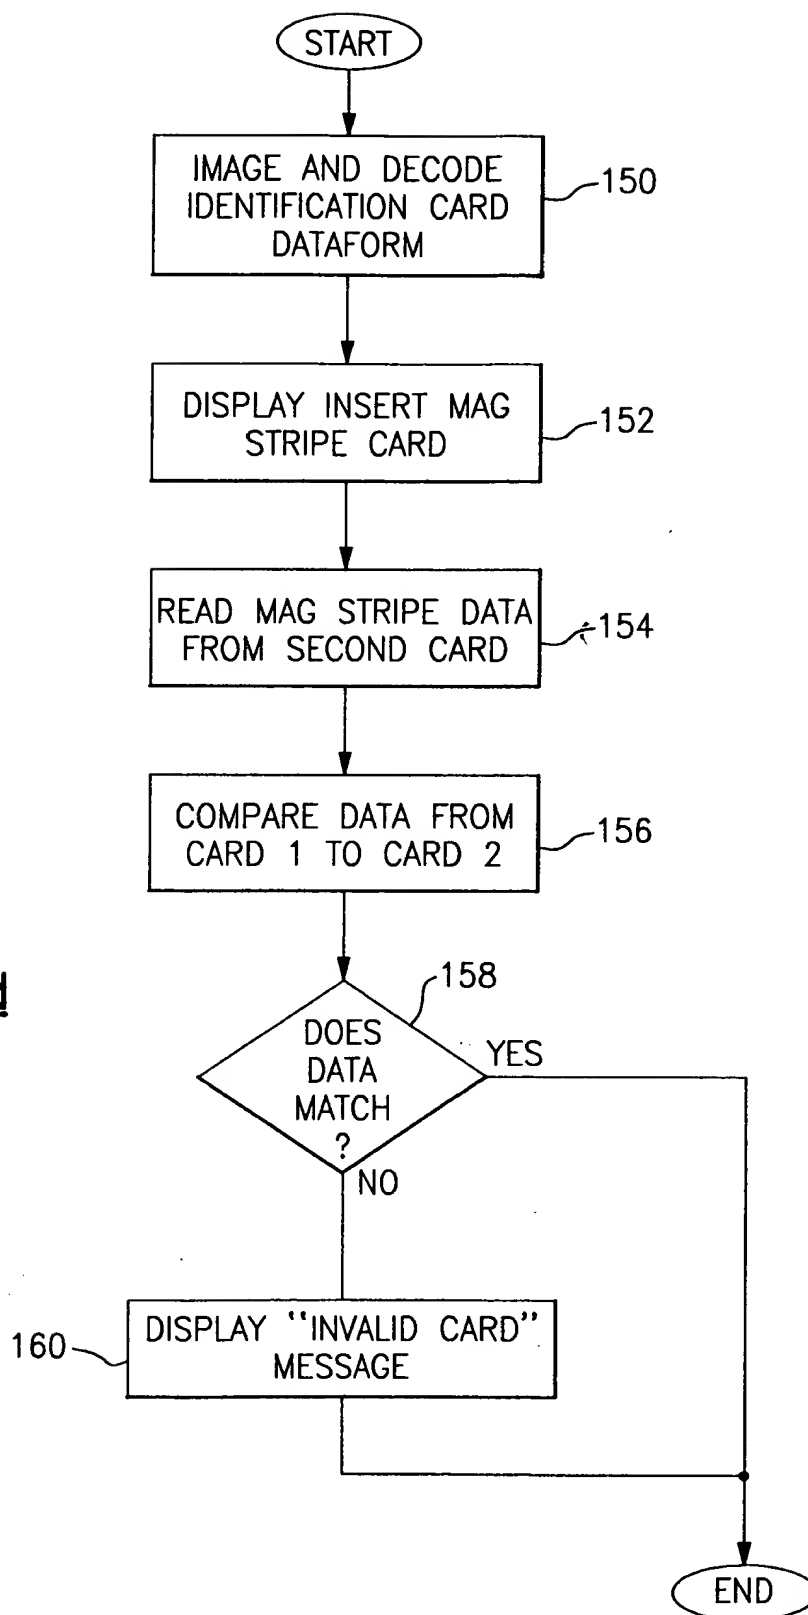 START
IMAGE AND DECODE
IDENTIFICATION CARD
DATAFORM
150
DISPLAY INSERT MAG
STRIPE CARD
152
READ MAG STRIPE DATA
FROM SECOND CARD
154
COMPARE DATA FROM
CARD 1 TO CARD 2
156
158
DOES
DATA
MATCH
?
YES
NO
160
DISPLAY "INVALID CARD"
MESSAGE
END